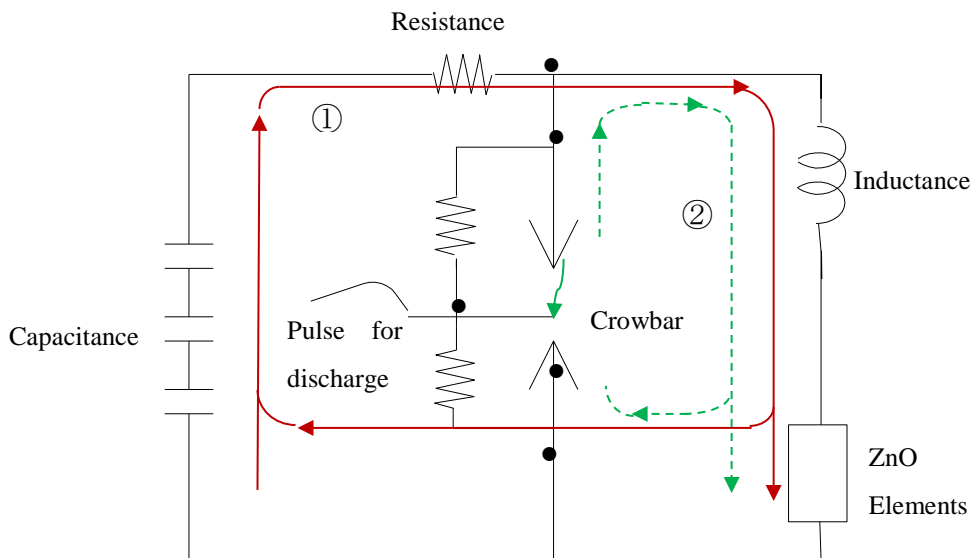 Resistance
①
②
Inductance
Capacitance
Pulse for
discharge
Crowbar
ZnO
Elements